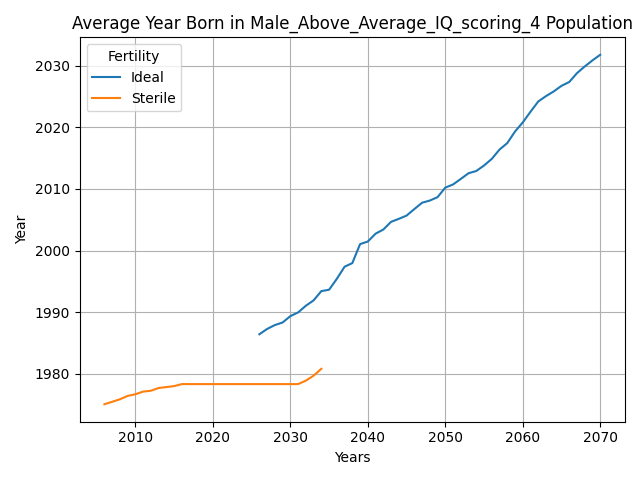 Average Year Born in Male_Above_Average_IQ_scoring_4 Population
Fertility
Ideal
Sterile
Year
2030
2020
2010
2000
1990
1980
2010
2020
2030
2040
2050
2060
2070
Years